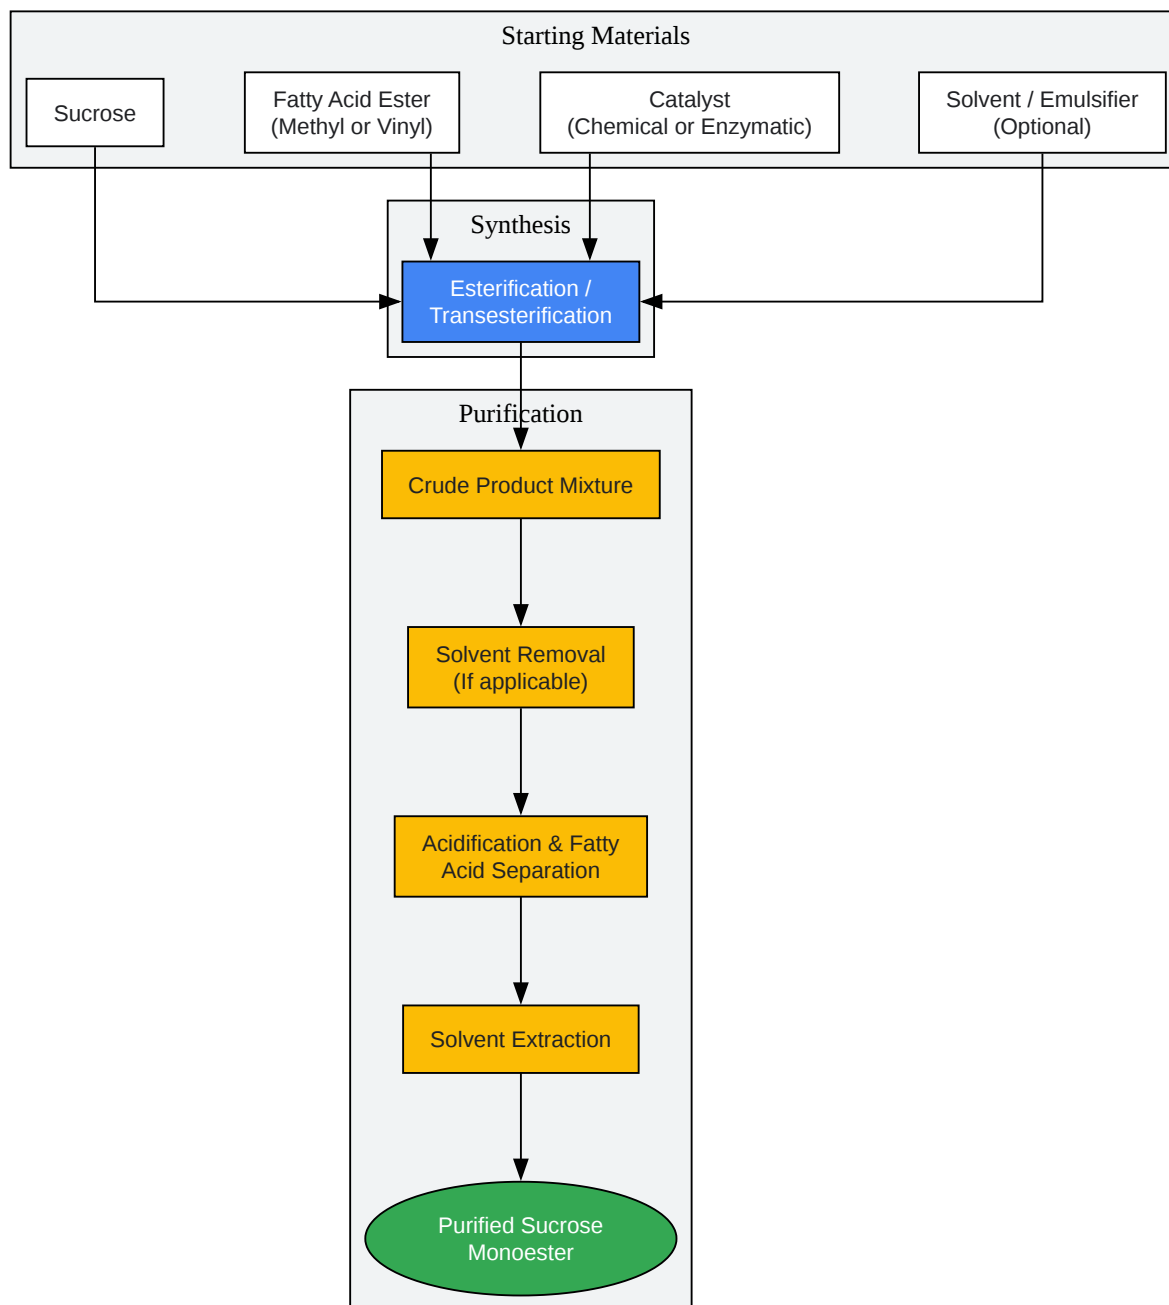 Starting Materials
Sucrose
Fatty Acid Ester
(Methyl or Vinyl)
Catalyst
(Chemical or Enzymatic)
Solvent / Emulsifier
(Optional)
Synthesis
Esterification /
Transesterification
Purification
Crude Product Mixture
Solvent Removal
(If applicable)
Acidification & Fatty
Acid Separation
Solvent Extraction
Purified Sucrose
Monoester